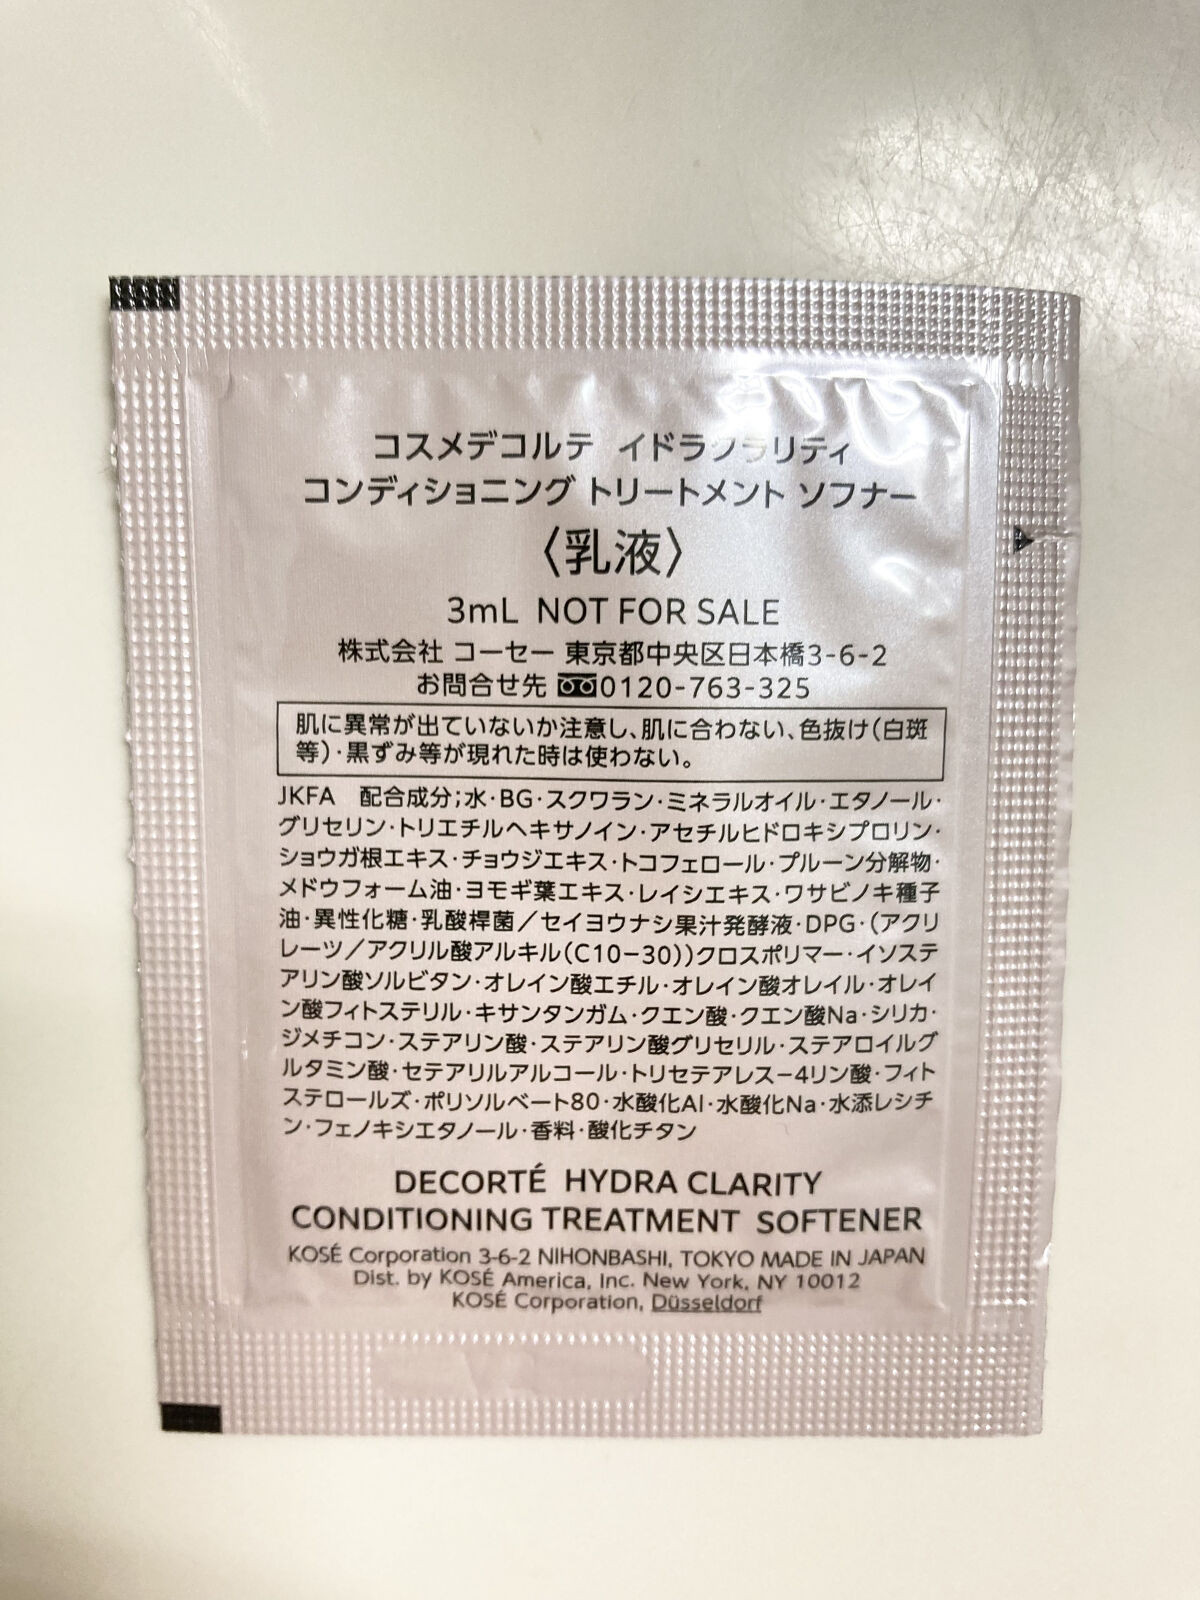 コスメデコルテ イドラクラリティ
コンディショニング トリートメント ソフナー
〈乳液〉
3mL NOT FOR SALE
株式会社 コーセー 東京都中央区日本橋3-6-2
お問合せ先 0120-763-325
肌に異常が出ていないか注意し、肌に合わない、色抜け(白斑
等)・黒ずみ等が現れた時は使わない。
JKFA 配合成分;水・BG・スクワラン・ミネラルオイル・エタノール・
グリセリン・トリエチルヘキサノイン・アセチルヒドロキシプロリン・
ショウガ根エキス・チョウジエキス・トコフェロール・プルーン分解物・
メドウフォーム油・ヨモギ葉エキス・レイシエキス・ワサビノキ種子
油・異性化糖・乳酸桿菌/セイヨウナシ果汁発酵液・DPG・(アクリ
レーツ/アクリル酸アルキル(C10-30))クロスポリマー・イソステ
アリン酸ソルビタン・オレイン酸エチル・オレイン酸オレイル・オレイ
ン酸フィトステリル・キサンタンガム・クエン酸・クエン酸Na・シリカ・
ジメチコン・ステアリン酸・ステアリン酸グリセリル・ステアロイルグ
ルタミン酸・セテアリルアルコール・トリセテアレス-4リン酸・フィト
ステロールズ・ポリソルベート80・水酸化Al・水酸化Na・水添レシチ
ン・フェノキシエタノール・香料・酸化チタン
DECORTÉ HYDRA CLARITY
CONDITIONING TREATMENT SOFTENER
KOSÉ Corporation 3-6-2 NIHONBASHI, TOKYO MADE IN JAPAN
Dist. by KOSÉ America, Inc. New York, NY 10012
KOSÉ Corporation, Düsseldorf